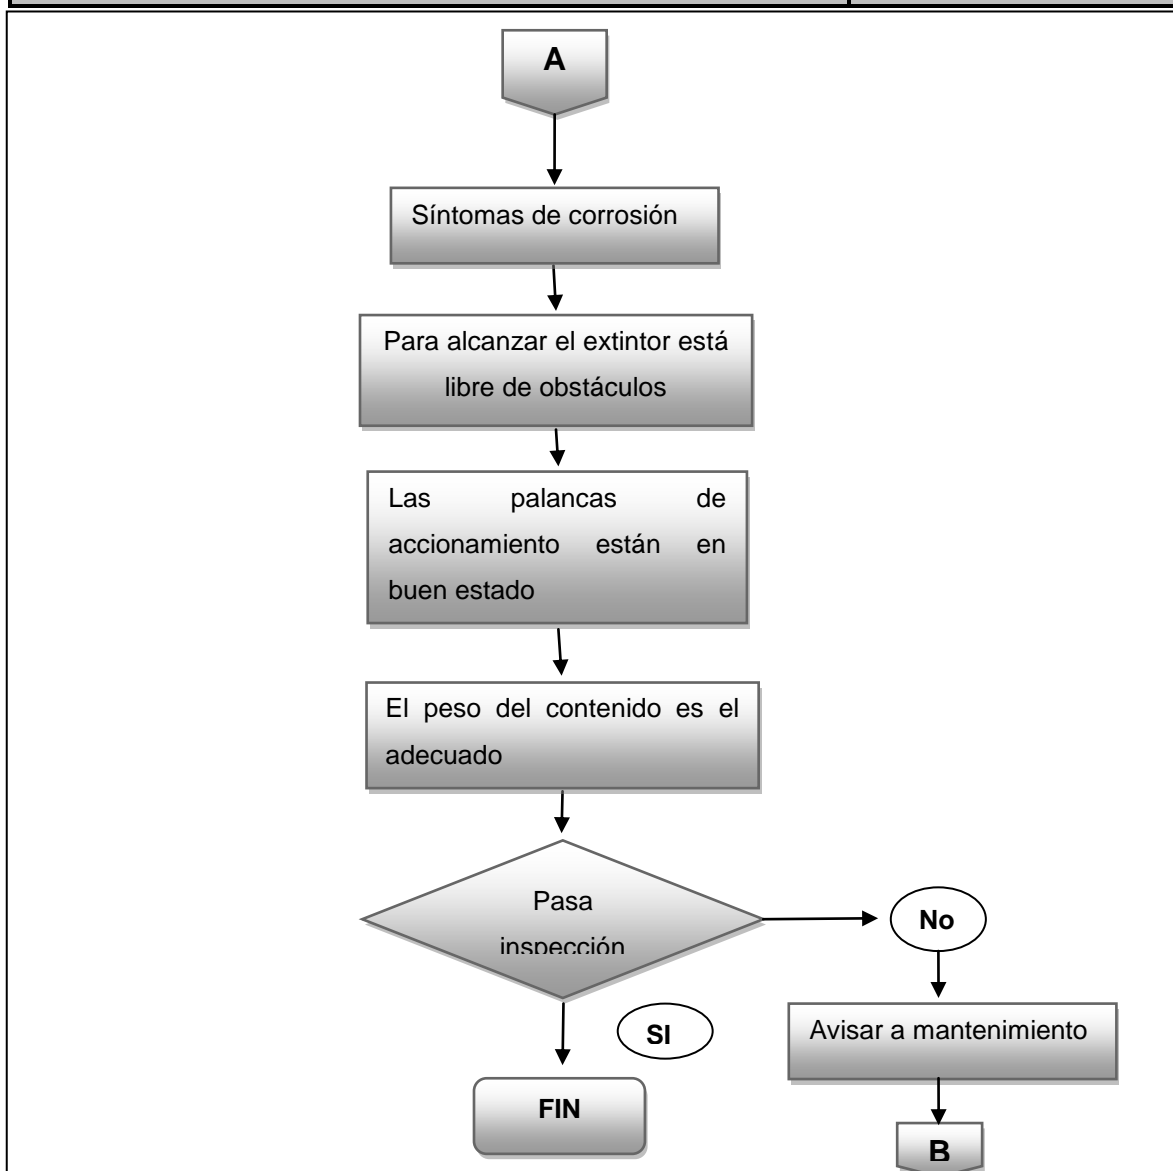 A
Síntomas de corrosión
Para alcanzar el extintor está
libre de obstáculos
Las palancas de
accionamiento están en
buen estado
El peso del contenido es el
adecuado
Pasa
inspección
No
SI
Avisar a mantenimiento
FIN
B